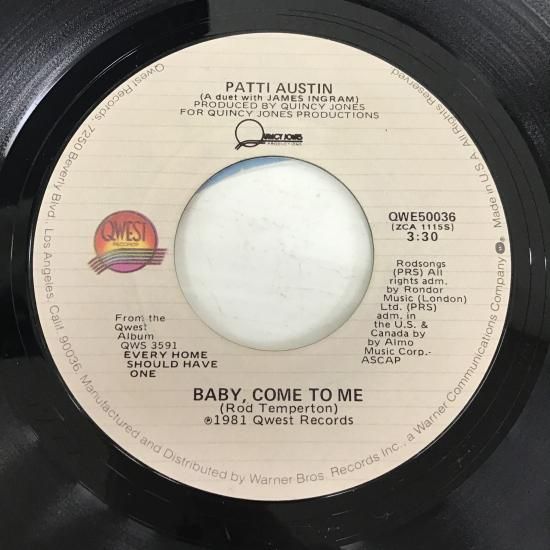 PATTI AUSTIN
(A duet with JAMES INGRAM)
PRODUCED BY QUINCY JONES
FOR QUINCY JONES PRODUCTIONS
QUINCY JONES
PRODUCTIONS
QWEST
RECORDS
QWE50036
(ZCA 1115S)
3:30
Rodsongs
(PRS) All
rights adm.
by Rondor
Music (London)
Ltd. (PRS)
adm. in
the U.S. &
Canada by
by Almo
Music Corp.-
ASCAP
From the
Qwest
Album
QWS 3591
EVERY HOME
SHOULD HAVE
ONE
BABY, COME TO ME
(Rod Temperton)
℗1981 Qwest Records
Qwest Records, 7250 Beverly Blvd., Los Angeles, Calif. 90036, Manufactured and Distributed by Warner Bros. Records Inc., a Warner Communications Company Made in U.S.A. All Rights Reserved.